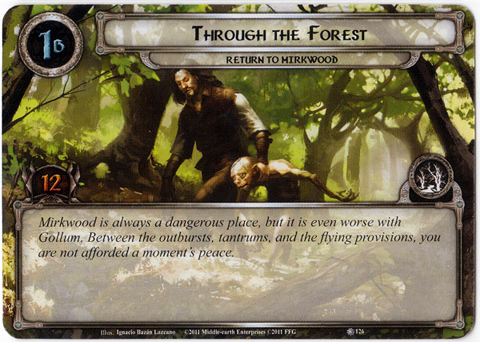 1B
THROUGH THE FOREST
RETURN TO MIRKWOOD
12
Mirkwood is always a dangerous place, but it is even worse with
Gollum. Between the outbursts, tantrums, and the flying provisions, you
are not afforded a moment's peace.
Illus. Ignacio Bazán Lazcano ©2011 Middle-earth Enterprises ©2011 FFG 126